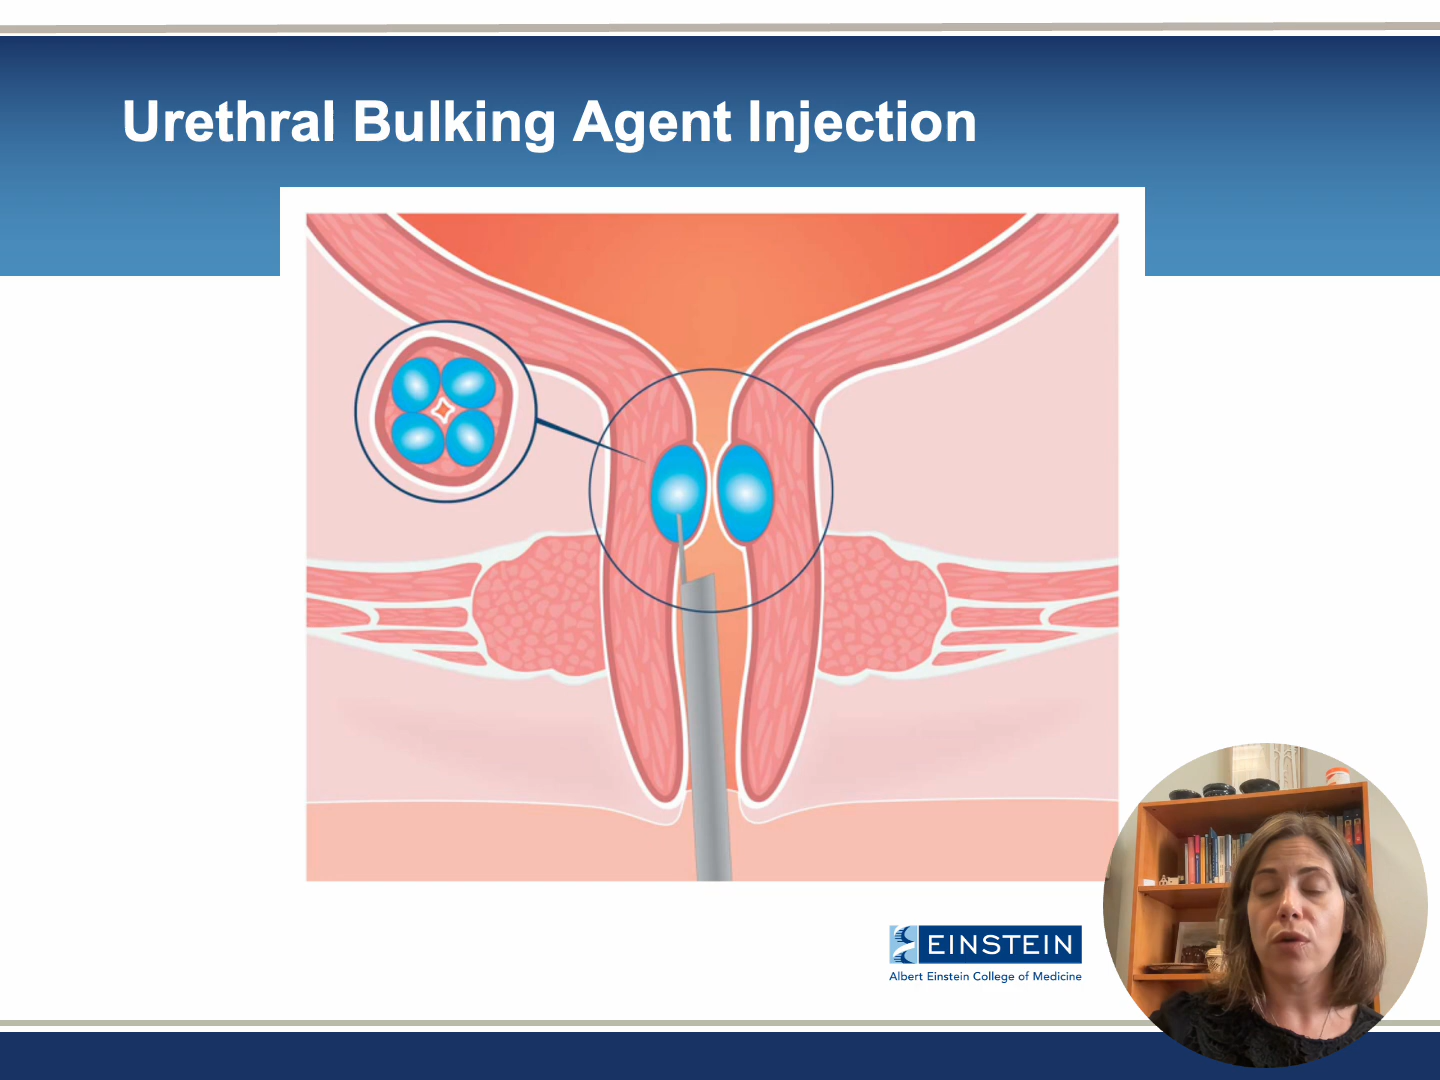 Urethral Bulking Agent Injection
EINSTEIN
Albert Einstein College of Medicine